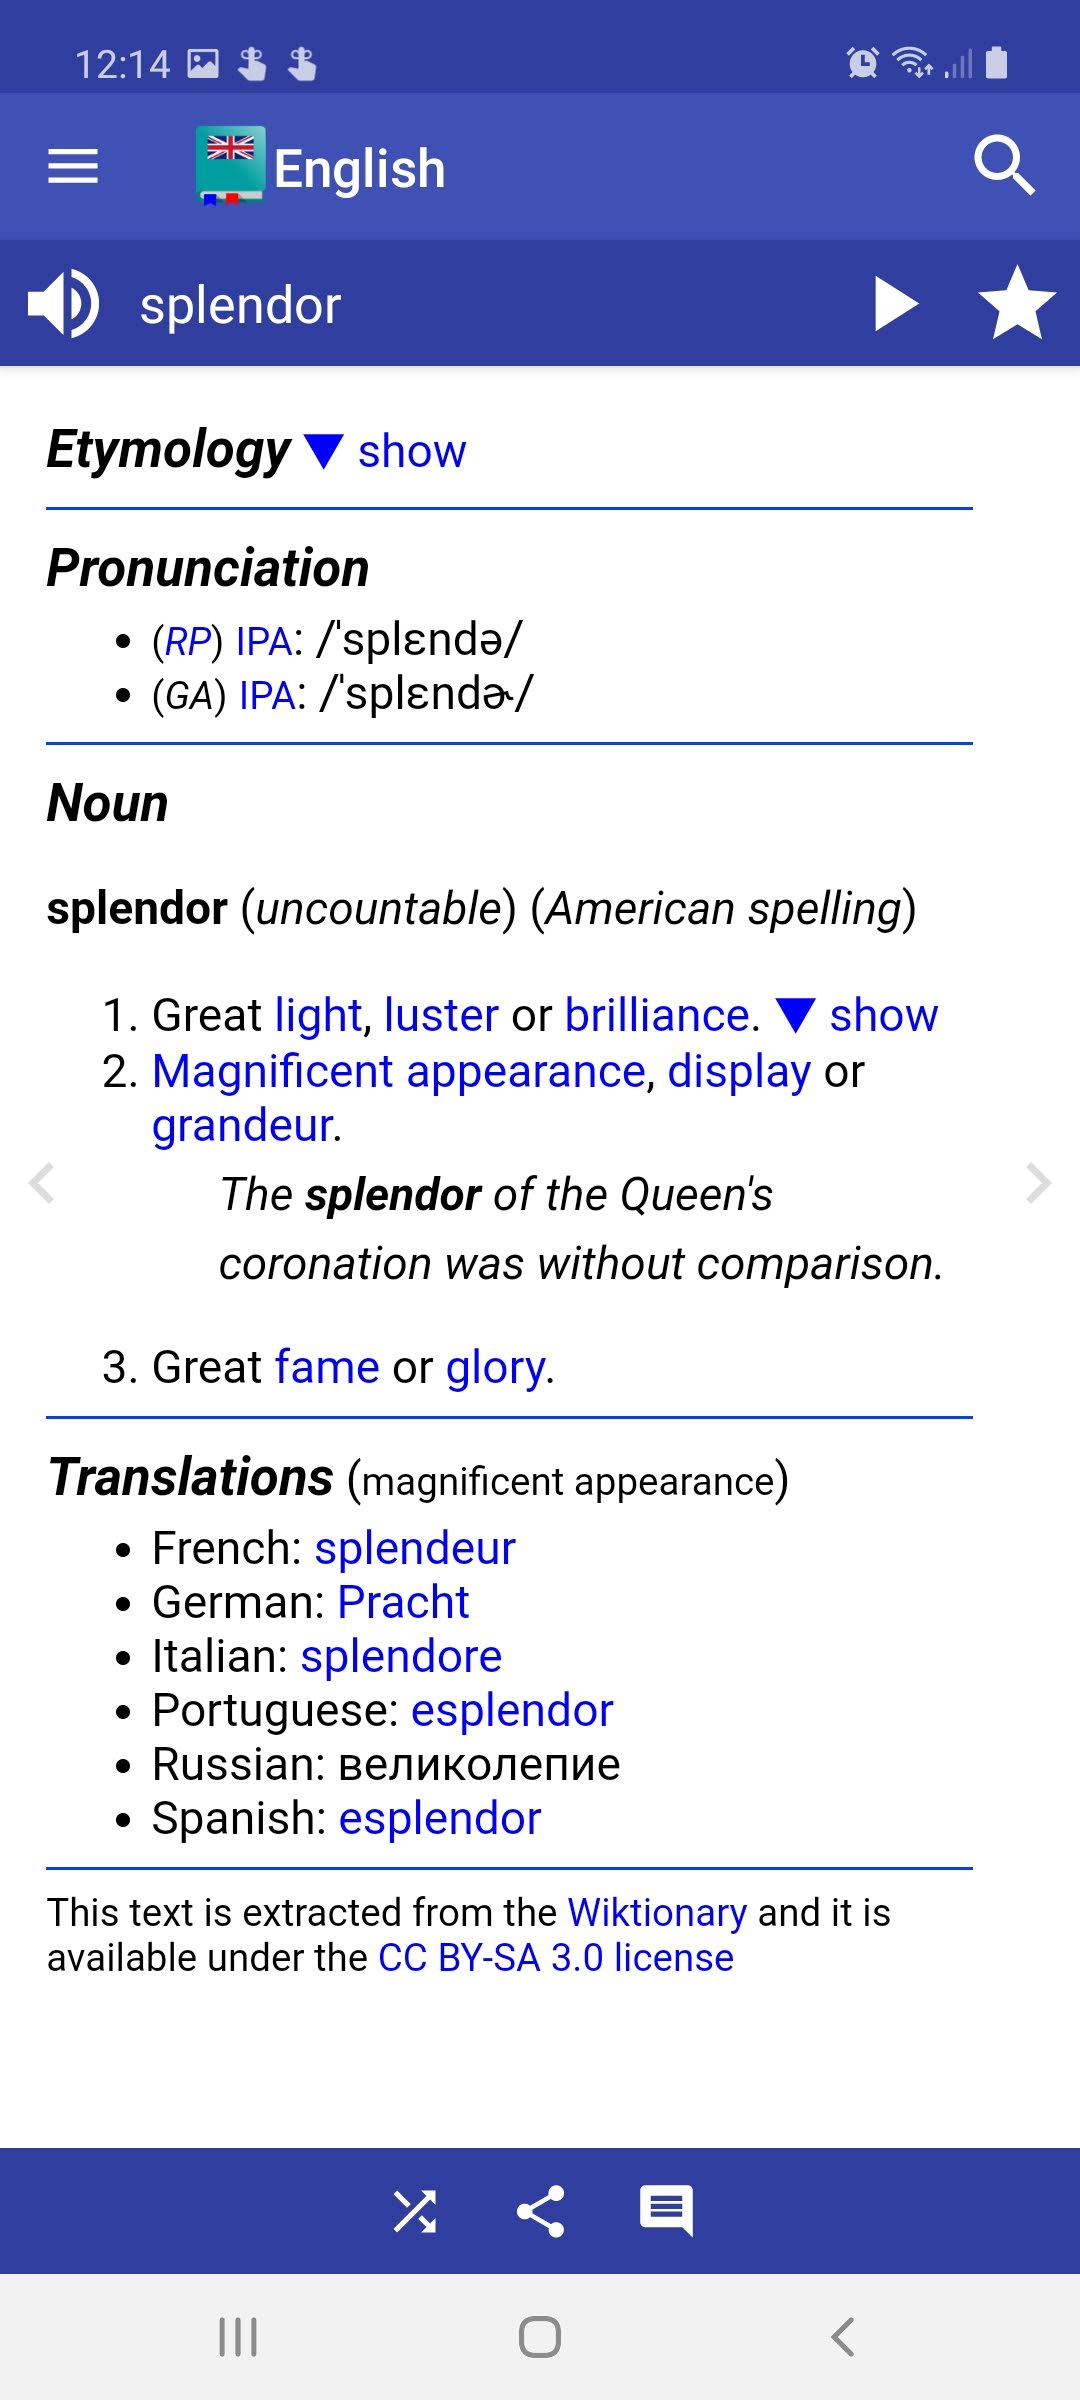 12:14
English
splendor
Etymology ▼ show
Pronunciation
• (RP) IPA: /ˈsplɛndə/
• (GA) IPA: /ˈsplɛndɚ/
Noun
splendor (uncountable) (American spelling)
1. Great light, luster or brilliance. ▼ show
2. Magnificent appearance, display or
grandeur.
The splendor of the Queen's
coronation was without comparison.
3. Great fame or glory.
Translations (magnificent appearance)
• French: splendeur
• German: Pracht
• Italian: splendore
• Portuguese: esplendor
• Russian: великолепие
• Spanish: esplendor
This text is extracted from the Wiktionary and it is
available under the CC BY-SA 3.0 license